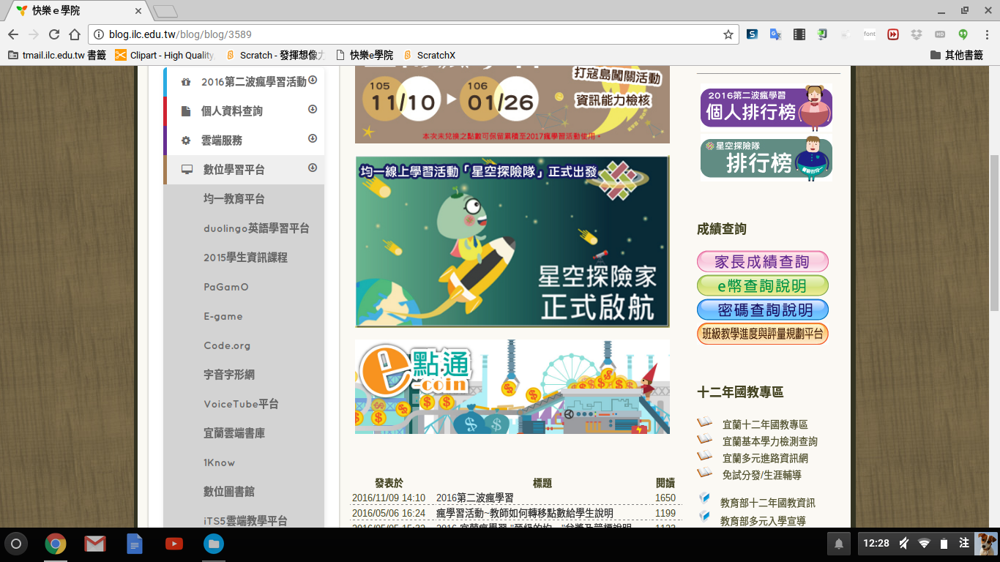 快樂ｅ學院
blog.ilc.edu.tw/blog/blog/3589
font
HD
tmail.ilc.edu.tw 書籤
Clipart - High Quality
Scratch - 發揮想像力
快樂e學院
ScratchX
其他書籤
2016第二波瘋學習活動
個人資料查詢
雲端服務
數位學習平台
均一教育平台
duolingo英語學習平台
2015學生資訊課程
PaGamO
E-game
Code.org
字音字形網
VoiceTube平台
宜蘭雲端書庫
1Know
數位圖書館
iTS5雲端教學平台
打寇島闖關活動
105
11/10
106
01/26
資訊能力檢核
本次未兌換之點數可保留累積至2017瘋學習活動使用。
均一線上學習活動「星空探險隊」正式出發
星空探險家
正式啟航
e點通
e-coin
發表於 標題 閱讀
2016/11/09 14:10 2016第二波瘋學習 1650
2016/05/06 16:24 瘋學習活動~教師如何轉移點數給學生說明 1199
2016第二波瘋學習
個人排行榜
星空探險隊
排行榜
成績查詢
家長成績查詢
e幣查詢說明
密碼查詢說明
班級教學進度與評量規劃平台
十二年國教專區
宜蘭十二年國教專區
宜蘭基本學力檢測查詢
宜蘭多元進路資訊網
免試分發/生涯輔導
教育部十二年國教資訊
教育部多元入學宣導
12:28
注